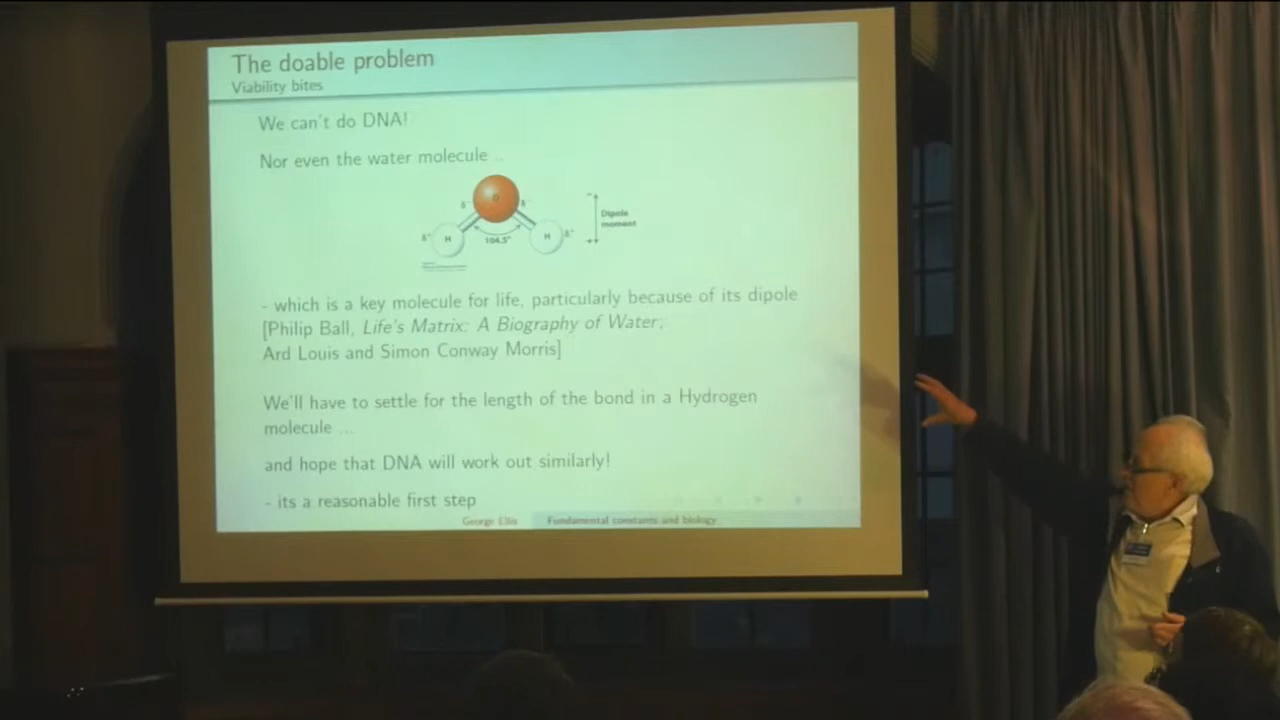 The doable problem
Viability bites
We can't do DNA!
Nor even the water molecule ...
O
δ⁻ δ⁻
Dipole
moment
δ⁺ H H δ⁺
104.5°
- which is a key molecule for life, particularly because of its dipole
[Philip Ball, Life's Matrix: A Biography of Water;
Ard Louis and Simon Conway Morris]
We'll have to settle for the length of the bond in a Hydrogen
molecule ...
and hope that DNA will work out similarly!
- its a reasonable first step
George Ellis Fundamental constants and biology